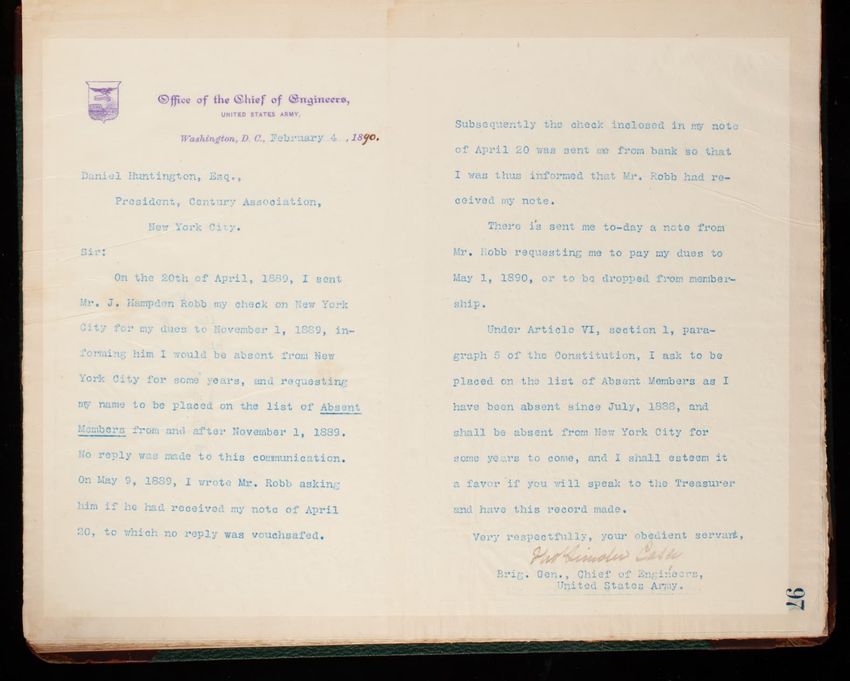 Office of the Chief of Engineers,
UNITED STATES ARMY,
Washington, D. C., February 4, 1890.
Daniel Huntington, Esq.,
President, Century Association,
New York City.
Sir:
On the 20th of April, 1889, I sent
Mr. J. Hampden Robb my check on New York
City for my dues to November 1, 1889, in-
forming him I would be absent from New
York City for some years, and requesting
my name to be placed on the list of Absent
Members from and after November 1, 1889.
No reply was made to this communication.
On May 9, 1889, I wrote Mr. Robb asking
him if he had received my note of April
20, to which no reply was vouchsafed.
Subsequently the check inclosed in my note
of April 20 was sent me from bank so that
I was thus informed that Mr. Robb had re-
ceived my note.
There is sent me to-day a note from
Mr. Robb requesting me to pay my dues to
May 1, 1890, or to be dropped from member-
ship.
Under Article VI, section 1, para-
graph 5 of the Constitution, I ask to be
placed on the list of Absent Members as I
have been absent since July, 1888, and
shall be absent from New York City for
some years to come, and I shall esteem it
a favor if you will speak to the Treasurer
and have this record made.
Very respectfully, your obedient servant,
Thos Lincoln Casey
Brig. Gen., Chief of Engineers,
United States Army.
97